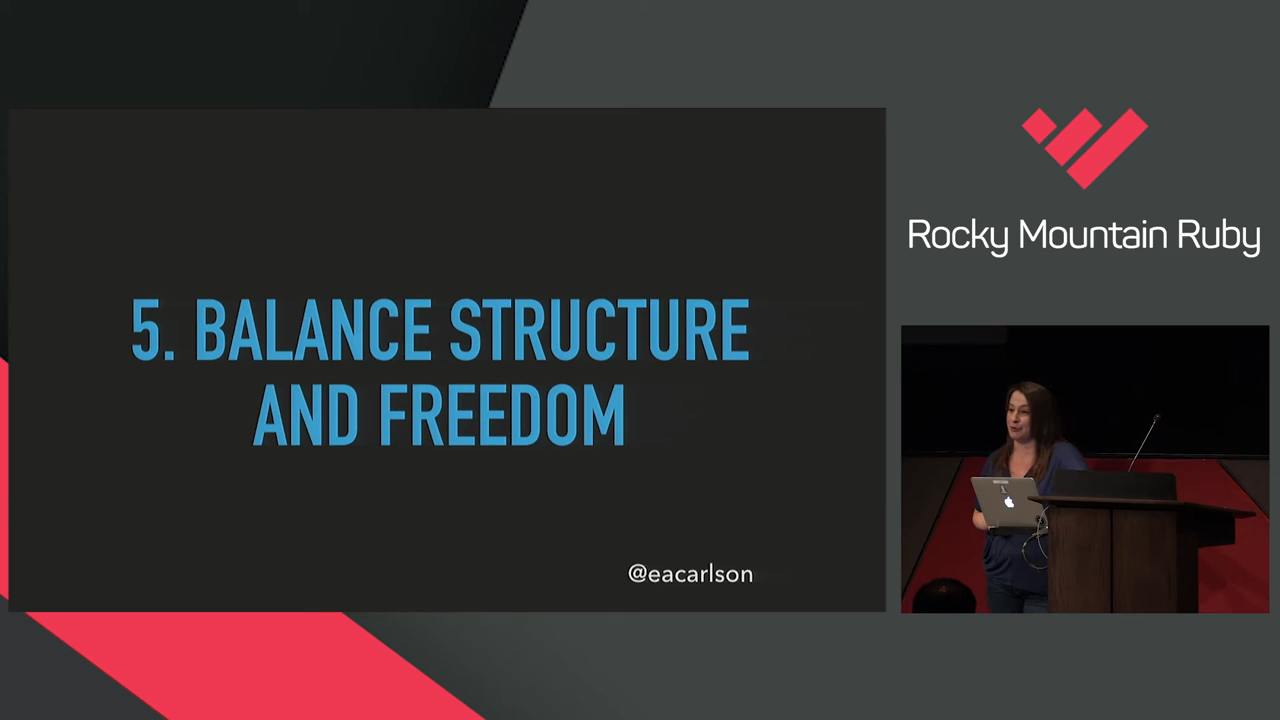 5. BALANCE STRUCTURE
AND FREEDOM
@eacarlson
Rocky Mountain Ruby